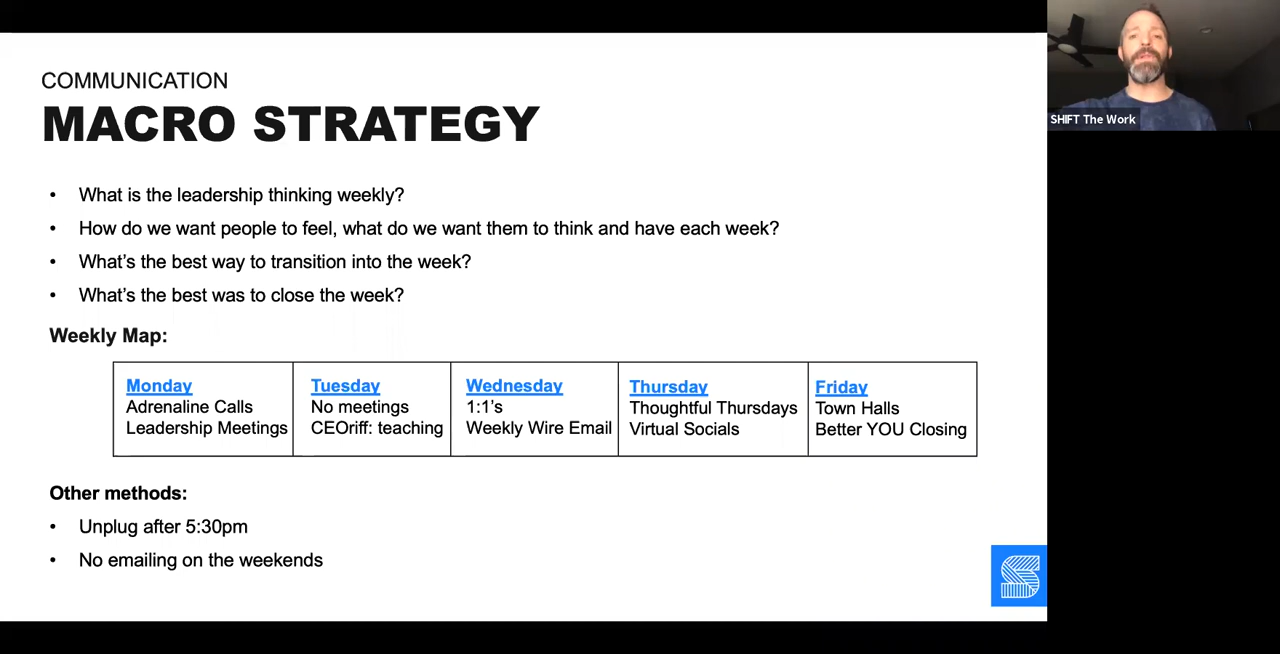 COMMUNICATION
MACRO STRATEGY
• What is the leadership thinking weekly?
• How do we want people to feel, what do we want them to think and have each week?
• What's the best way to transition into the week?
• What's the best was to close the week?
Weekly Map:
Monday
Adrenaline Calls
Leadership Meetings
Tuesday
No meetings
CEOriff: teaching
Wednesday
1:1's
Weekly Wire Email
Thursday
Thoughtful Thursdays
Virtual Socials
Friday
Town Halls
Better YOU Closing
Other methods:
• Unplug after 5:30pm
• No emailing on the weekends
S
SHIFT The Work